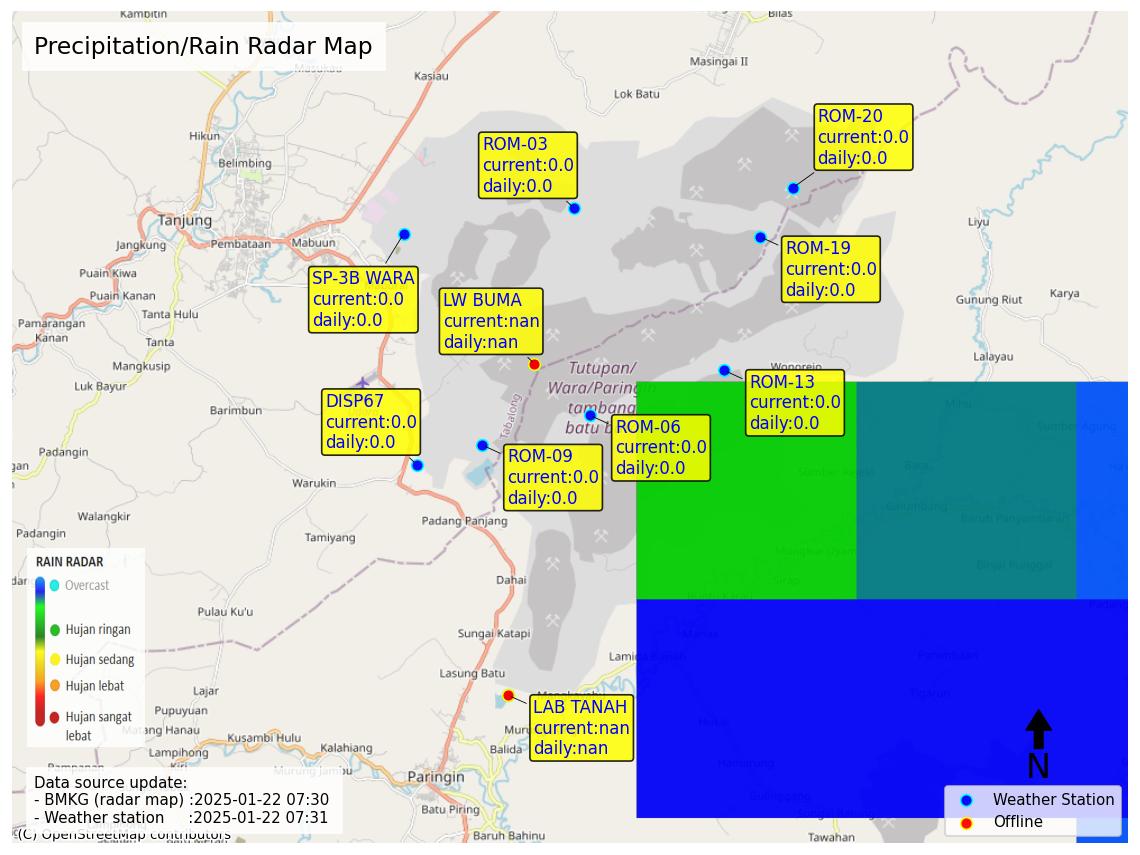 Precipitation/Rain Radar Map
Kambitin
Bilas
Masingai II
Kasiau
Lok Batu
Hikun
Belimbing
Tanjung
Jangkung
Pembataan
Mabuun
Puain Kiwa
Puain Kanan
Tanta Hulu
Pamarangan
Kanan
Tanta
Mangkusip
Luk Bayur
Barimbun
Padangin
Warukin
Walangkir
Padangin
Tamiyang
Padang Panjang
Dahai
Pulau Ku'u
Sungai Katapi
Lasung Batu
Lajar
Pupuyuan
Matang Hanau
Lampihong
Kusambi Hulu
Kalahiang
Murung Jambu
Paringin
Balida
Batu Piring
Baruh Bahinu
Tawahan
Liyu
Gunung Riut
Karya
Lalayau
Wonorejo
Tabalong
Tutupan/
Wara/Paringin
tambang
batu b
ROM-03
current:0.0
daily:0.0
ROM-20
current:0.0
daily:0.0
ROM-19
current:0.0
daily:0.0
SP-3B WARA
current:0.0
daily:0.0
LW BUMA
current:nan
daily:nan
ROM-13
current:0.0
daily:0.0
DISP67
current:0.0
daily:0.0
ROM-06
current:0.0
daily:0.0
ROM-09
current:0.0
daily:0.0
LAB TANAH
current:nan
daily:nan
RAIN RADAR
Overcast
Hujan ringan
Hujan sedang
Hujan lebat
Hujan sangat
lebat
Data source update:
- BMKG (radar map) :2025-01-22 07:30
- Weather station :2025-01-22 07:31
(C) OpenStreetMap contributors
N
Weather Station
Offline